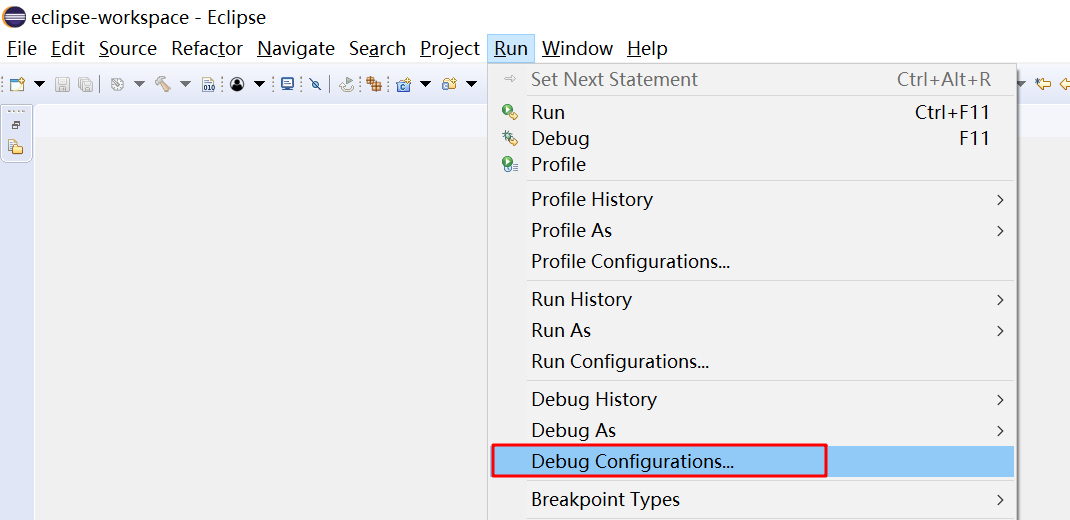 eclipse-workspace - Eclipse
File Edit Source Refactor Navigate Search Project Run Window Help
Set Next Statement Ctrl+Alt+R
Run Ctrl+F11
Debug F11
Profile
Profile History
Profile As
Profile Configurations...
Run History
Run As
Run Configurations...
Debug History
Debug As
Debug Configurations...
Breakpoint Types